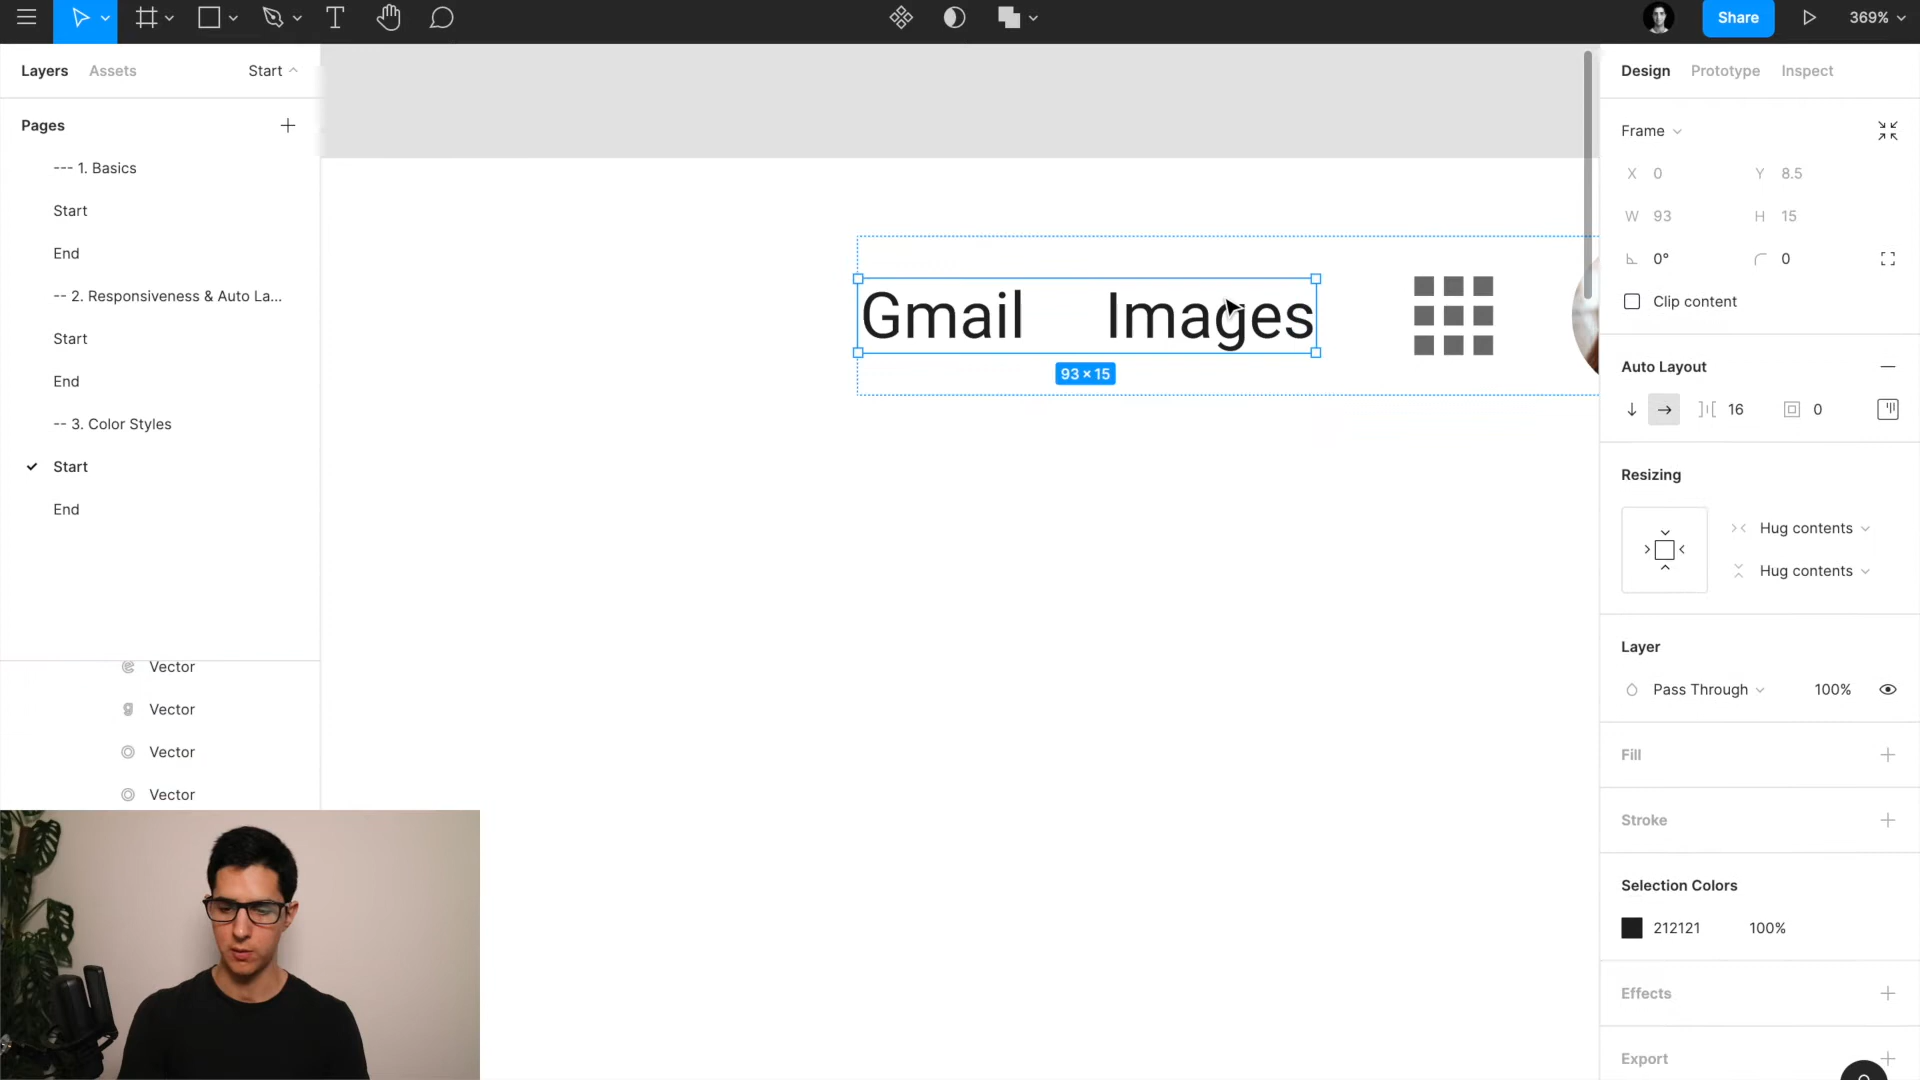 Share
369%
Layers
Assets
Start
Pages
--- 1. Basics
Start
End
-- 2. Responsiveness & Auto La...
Start
End
-- 3. Color Styles
Start
End
Vector
Vector
Vector
Vector
Gmail Images
93 × 15
Design
Prototype
Inspect
Frame
X 0
Y 8.5
W 93
H 15
0°
0
Clip content
Auto Layout
16
0
Resizing
Hug contents
Hug contents
Layer
Pass Through
100%
Fill
Stroke
Selection Colors
212121
100%
Effects
Export